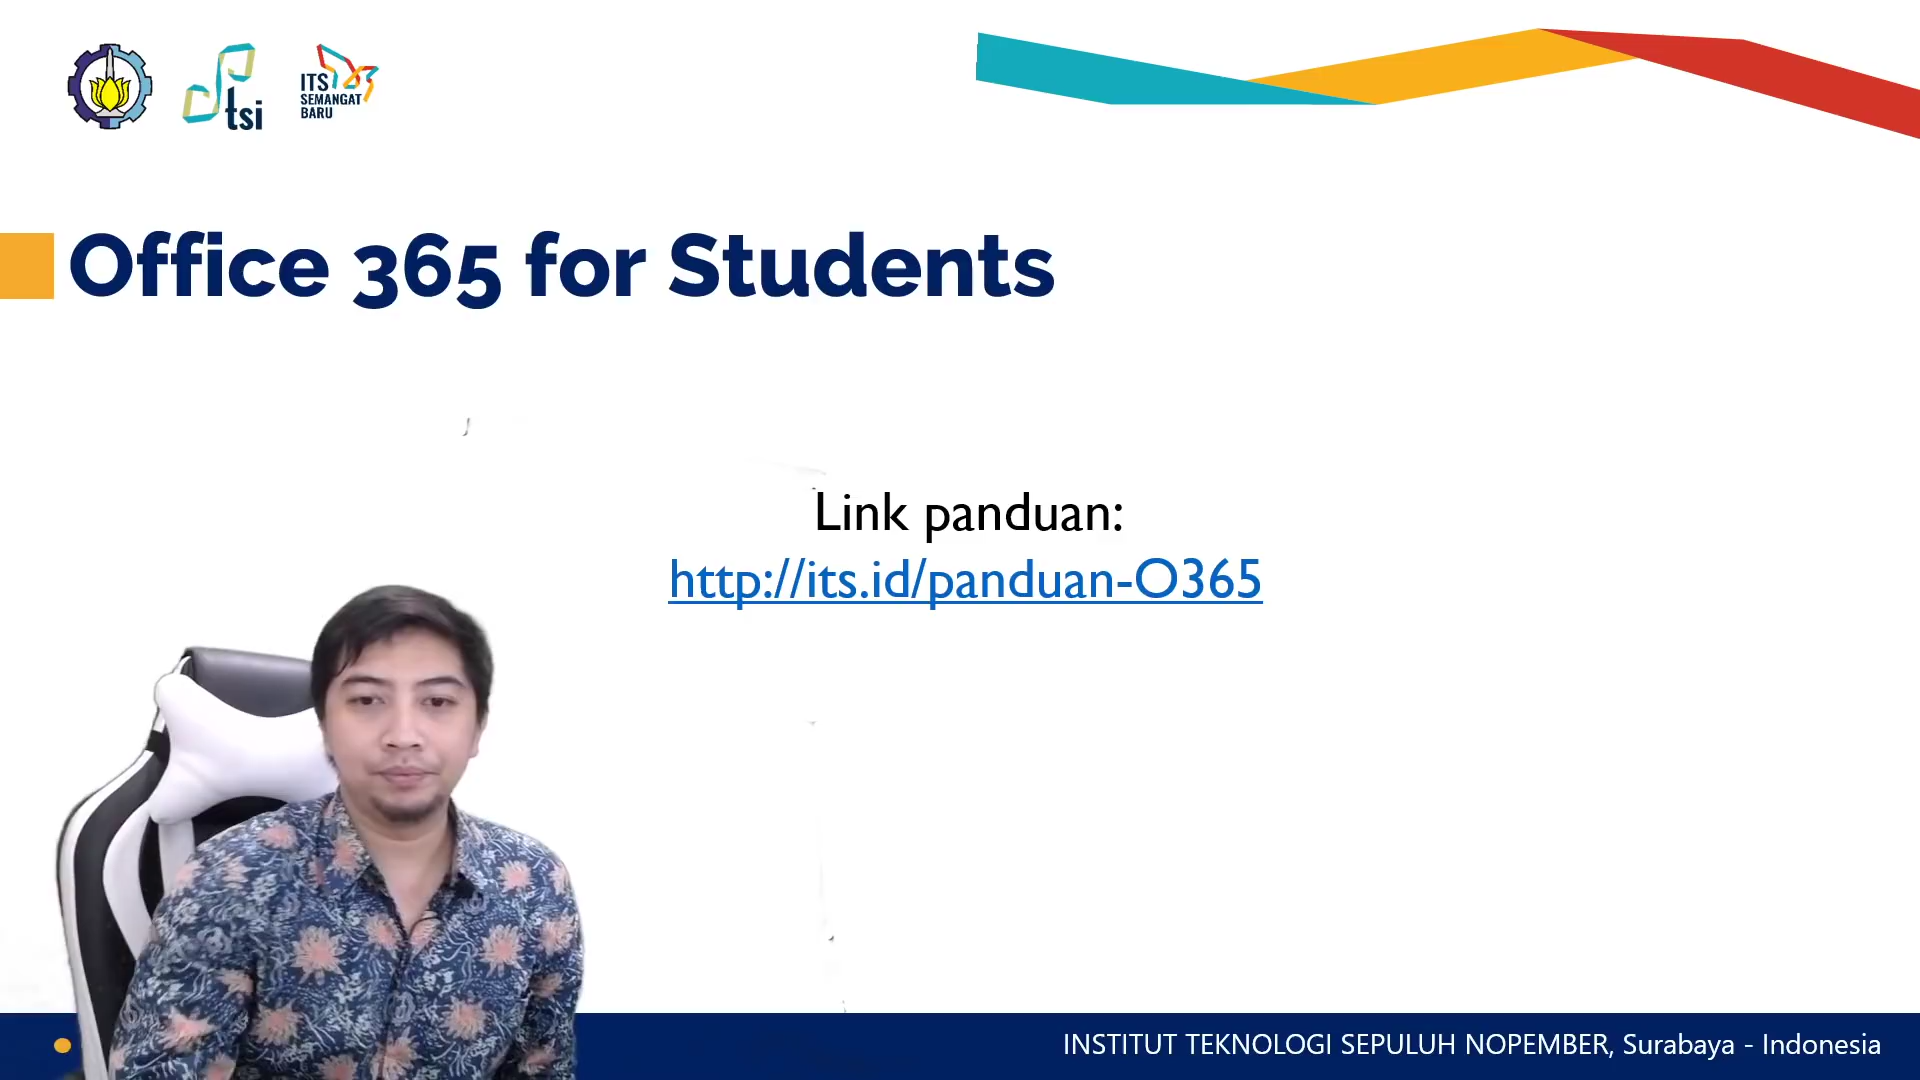 tsi
ITS
SEMANGAT
BARU
Office 365 for Students
Link panduan:
http://its.id/panduan-O365
INSTITUT TEKNOLOGI SEPULUH NOPEMBER, Surabaya - Indonesia